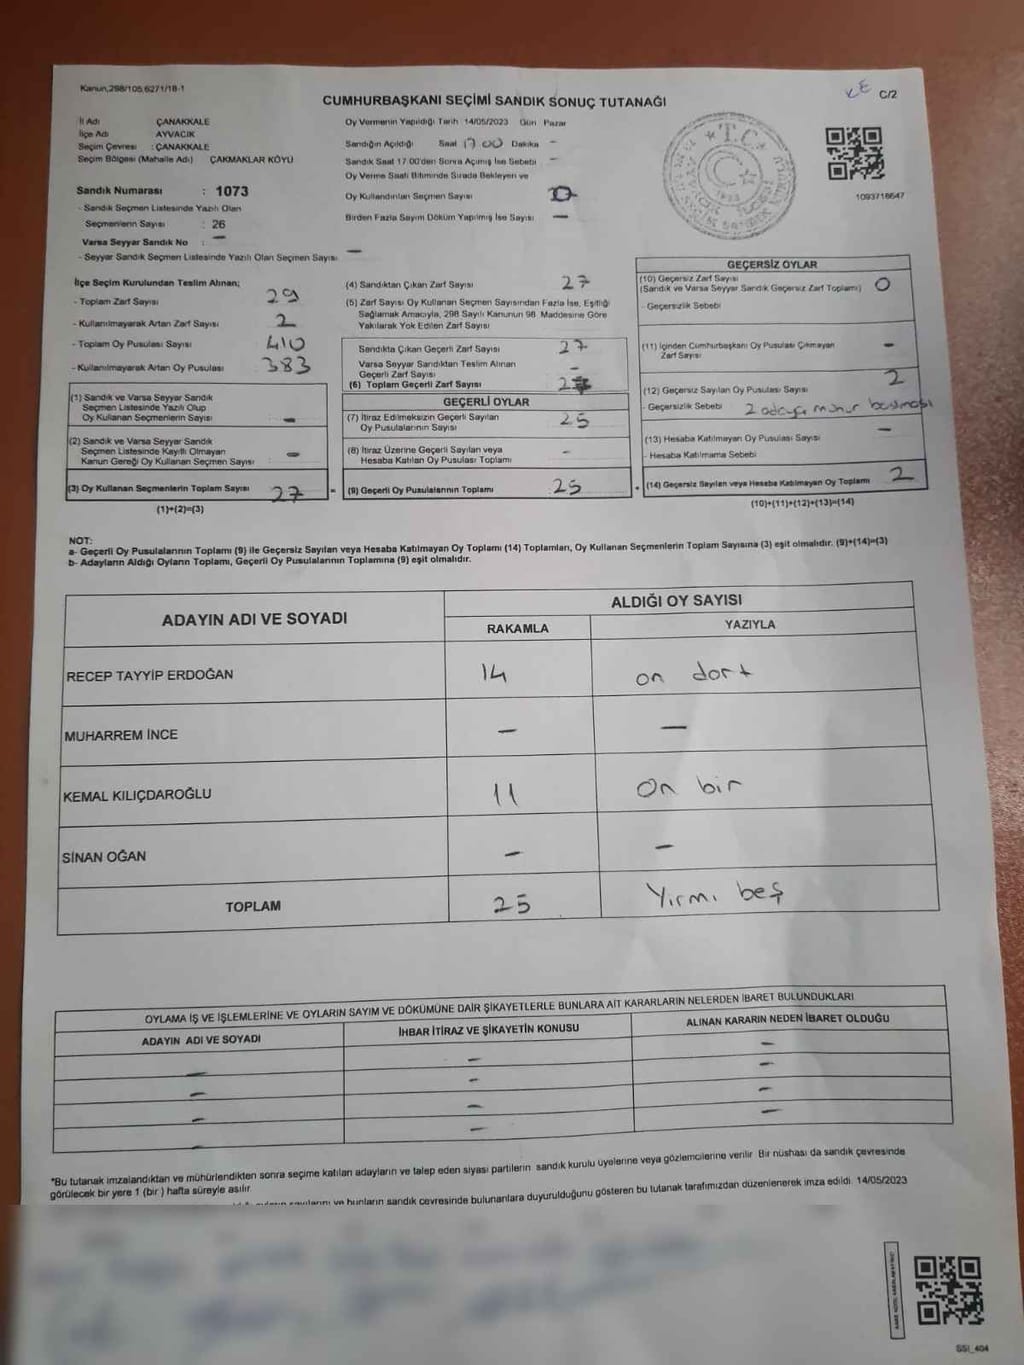 Kanun,298/105,6271/18-1
CUMHURBAŞKANI SEÇİMİ SANDIK SONUÇ TUTANAĞI
C/2
İl Adı ÇANAKKALE
İlçe Adı AYVACIK
Seçim Çevresi : ÇANAKKALE
Seçim Bölgesi (Mahalle Adı) ÇAKMAKLAR KÖYÜ
Sandık Numarası : 1073
- Sandık Seçmen Listesinde Yazılı Olan
Seçmenlerin Sayısı : 26
Varsa Seyyar Sandık No : —
- Seyyar Sandık Seçmen Listesinde Yazılı Olan Seçmen Sayısı —
Oy Vermenin Yapıldığı Tarih 14/05/2023 Gün Pazar
Sandığın Açıldığı Saat 17 00 Dakika -
Sandık Saat 17.00'den Sonra Açımış İse Sebebi -
Oy Verme Saati Bitiminde Sırada Bekleyen ve
Oy Kullandırılan Seçmen Sayısı
Birden Fazla Sayım Döküm Yapılmış İse Sayısı —
T.C.
1093718647
İlçe Seçim Kurulundan Teslim Alınan;
- Toplam Zarf Sayısı 29
- Kullanılmayarak Artan Zarf Sayısı 2
- Toplam Oy Pusulası Sayısı 410
- Kullanılmayarak Artan Oy Pusulası 383
(1) Sandık ve Varsa Seyyar Sandık
Seçmen Listesinde Yazılı Olup
Oy Kullanan Seçmenlerin Sayısı : —
(2) Sandık ve Varsa Seyyar Sandık
Seçmen Listesinde Kayıtlı Olmayan
Kanun Gereği Oy Kullanan Seçmen Sayısı : —
(3) Oy Kullanan Seçmenlerin Toplam Sayısı 27
(1)+(2)=(3)
(4) Sandıktan Çıkan Zarf Sayısı 27
(5) Zarf Sayısı Oy Kullanan Seçmen Sayısından Fazla İse, Eşitliği
Sağlamak Amacıyla, 298 Sayılı Kanunun 98. Maddesine Göre
Yakılarak Yok Edilen Zarf Sayısı
Sandıkta Çıkan Geçerli Zarf Sayısı 27
Varsa Seyyar Sandıktan Teslim Alınan
Geçerli Zarf Sayısı -
(6) Toplam Geçerli Zarf Sayısı
GEÇERLİ OYLAR
(7) İtiraz Edilmeksizin Geçerli Sayılan
Oy Pusulalarının Sayısı 25
(8) İtiraz Üzerine Geçerli Sayılan veya
Hesaba Katılan Oy Pusulası Toplamı -
= (9) Geçerli Oy Pusulalarının Toplamı 25
GEÇERSİZ OYLAR
(10) Geçersiz Zarf Sayısı
(Sandık ve Varsa Seyyar Sandık Geçersiz Zarf Toplamı) 0
- Geçersizlik Sebebi
(11) İçinden Cumhurbaşkanı Oy Pusulası Çıkmayan
Zarf Sayısı -
(12) Geçersiz Sayılan Oy Pusulası Sayısı 2
- Geçersizlik Sebebi 2 adaya mühür basılması
(13) Hesaba Katılmayan Oy Pusulası Sayısı —
- Hesaba Katılmama Sebebi
+ (14) Geçersiz Sayılan veya Hesaba Katılmayan Oy Toplamı 2
(10)+(11)+(12)+(13)=(14)
NOT:
a- Geçerli Oy Pusulalarının Toplamı (9) ile Geçersiz Sayılan veya Hesaba Katılmayan Oy Toplamı (14) Toplamları, Oy Kullanan Seçmenlerin Toplam Sayısına (3) eşit olmalıdır. (9)+(14)=(3)
b- Adayların Aldığı Oyların Toplamı, Geçerli Oy Pusulalarının Toplamına (9) eşit olmalıdır.
ADAYIN ADI VE SOYADI
ALDIĞI OY SAYISI
RAKAMLA YAZIYLA
RECEP TAYYİP ERDOĞAN 14 on dort
MUHARREM İNCE — —
KEMAL KILIÇDAROĞLU 11 On bir
SİNAN OĞAN — —
TOPLAM 25 Yirmi beş
OYLAMA İŞ VE İŞLEMLERİNE VE OYLARIN SAYIM VE DÖKÜMÜNE DAİR ŞİKAYETLERLE BUNLARA AİT KARARLARIN NELERDEN İBARET BULUNDUKLARI
ADAYIN ADI VE SOYADI İHBAR İTİRAZ VE ŞİKAYETİN KONUSU ALINAN KARARIN NEDEN İBARET OLDUĞU
— — —
— — —
— — —
— — —
*Bu tutanak imzalandıktan ve mühürlendikten sonra seçime katılan adayların ve talep eden siyasi partilerin sandık kurulu üyelerine veya gözlemcilerine verilir. Bir nüshası da sandık çevresinde
görülecek bir yere 1 (bir ) hafta süreyle asılır.
ve bunların sandık çevresinde bulunanlara duyurulduğunu gösteren bu tutanak tarafımızdan düzenlenerek imza edildi. 14/05/2023
SSI_404